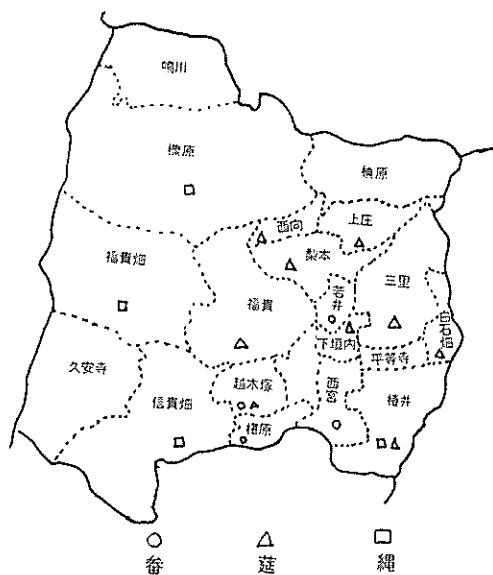 鳴川
櫟原
椣原
西向
上庄
梨本
福貴畑
若井
三里
福貴
白石畑
下垣内
平等寺
久安寺
越木塚
信貴畑
西宮
椿井
椹原
○ 畚
△ 莚
□ 縄